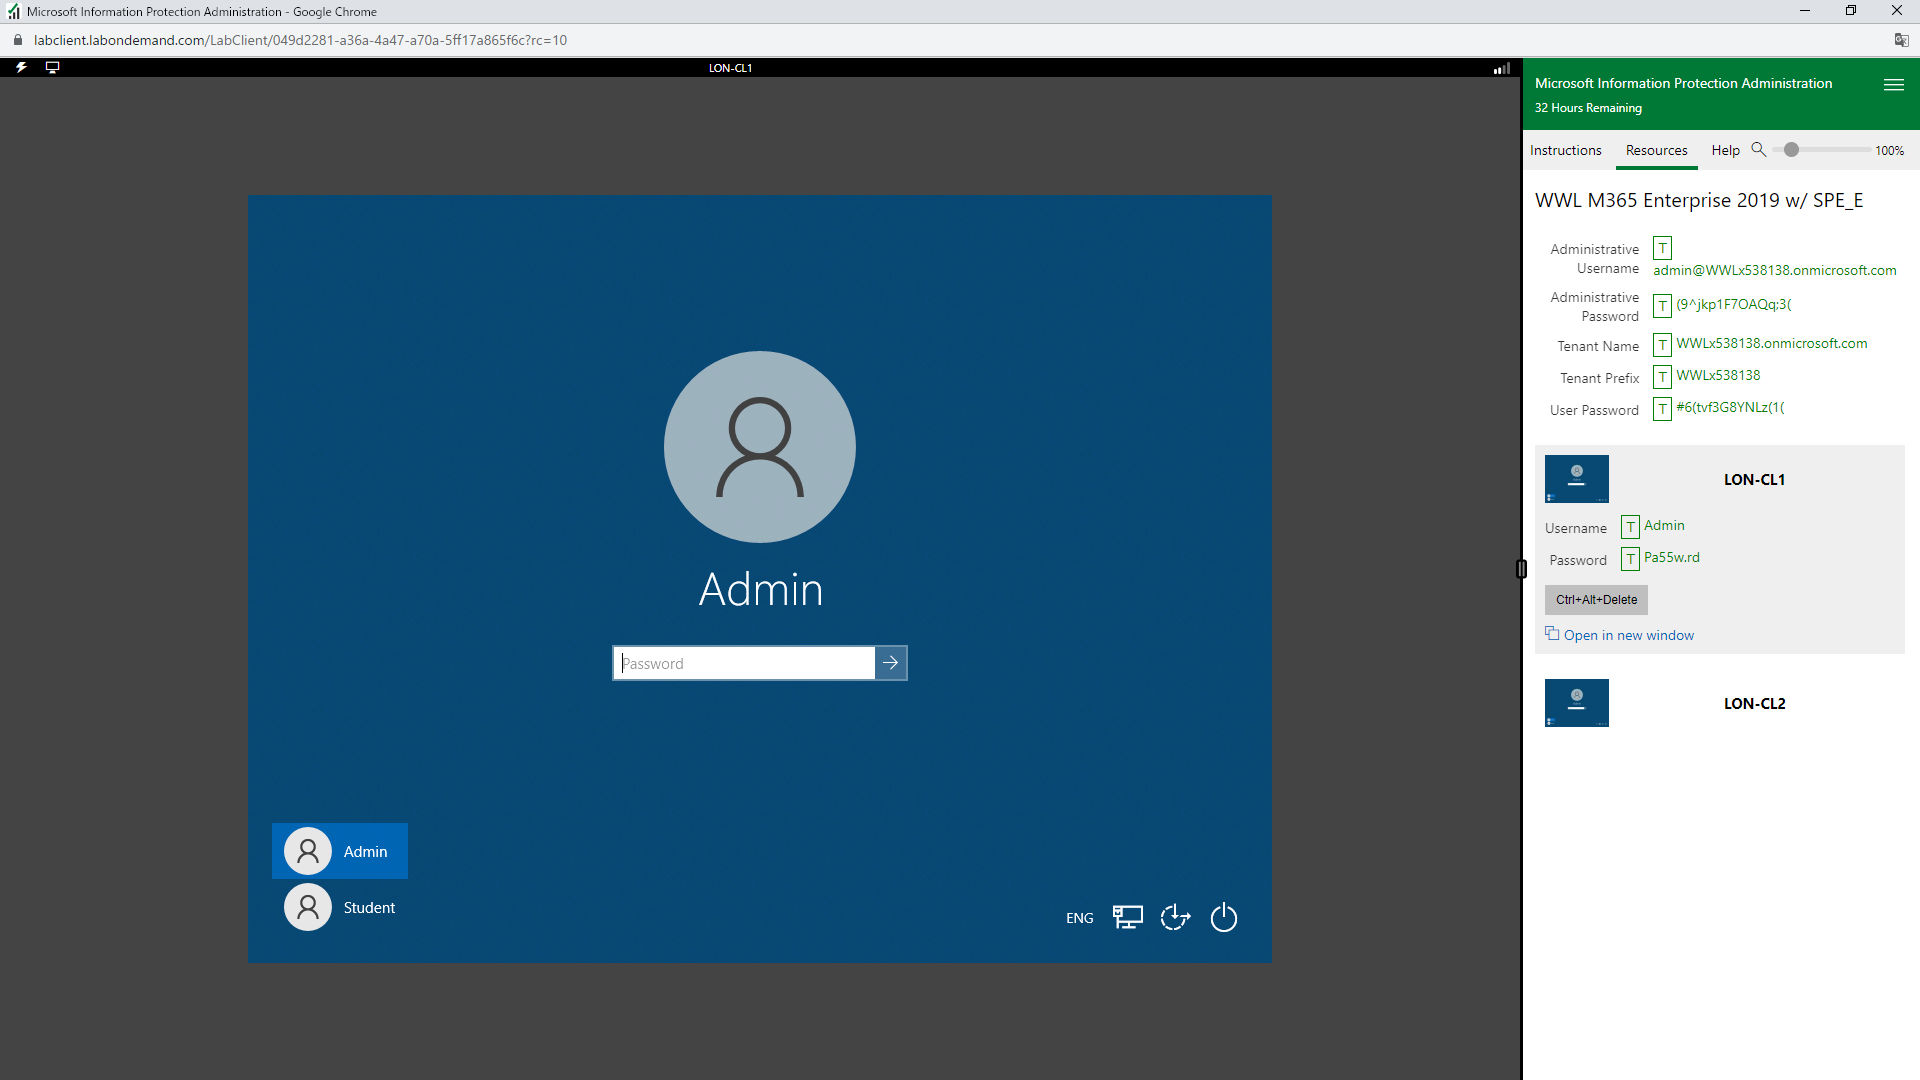 Microsoft Information Protection Administration - Google Chrome
labclient.labondemand.com/LabClient/049d2281-a36a-4a47-a70a-5ff17a865f6c?rc=10
LON-CL1
Admin
Password
Admin
Student
ENG
Microsoft Information Protection Administration
32 Hours Remaining
Instructions Resources Help 100%
WWL M365 Enterprise 2019 w/ SPE_E
Administrative Username T admin@WWLx538138.onmicrosoft.com
Administrative Password T (9^jkp1F7OAQq;3(
Tenant Name T WWLx538138.onmicrosoft.com
Tenant Prefix T WWLx538138
User Password T #6(tvf3G8YNLz(1(
LON-CL1
Username T Admin
Password T Pa55w.rd
Ctrl+Alt+Delete
Open in new window
LON-CL2